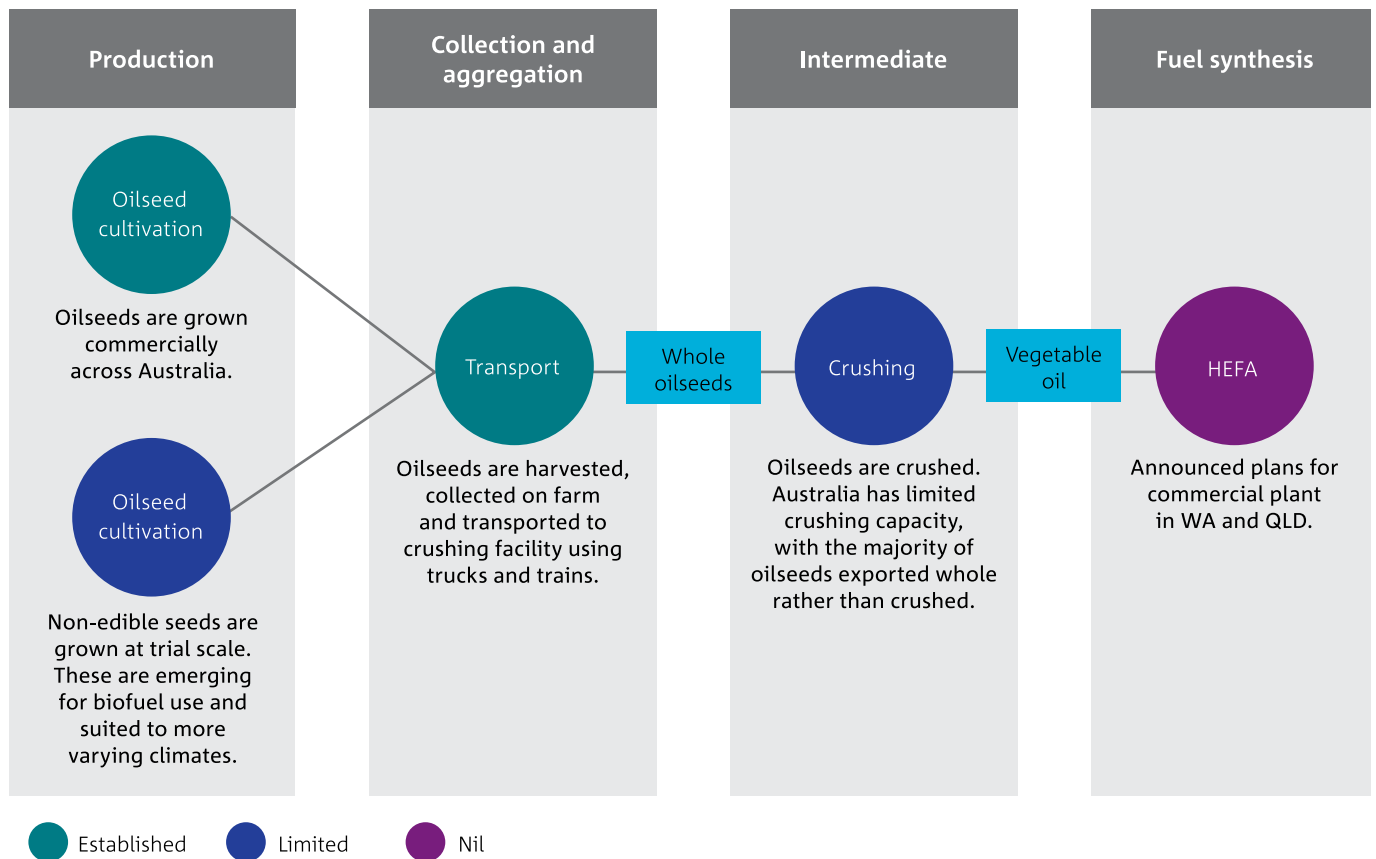 Production
Oilseed
cultivation
Oilseeds are grown
commercially
across Australia.
Oilseed
cultivation
Non-edible seeds are
grown at trial scale.
These are emerging
for biofuel use and
suited to more
varying climates.
Collection and
aggregation
Transport
Oilseeds are harvested,
collected on farm
and transported to
crushing facility using
trucks and trains.
Whole
oilseeds
Intermediate
Crushing
Oilseeds are crushed.
Australia has limited
crushing capacity,
with the majority of
oilseeds exported whole
rather than crushed.
Vegetable
oil
Fuel synthesis
HEFA
Announced plans for
commercial plant
in WA and QLD.
Established
Limited
Nil